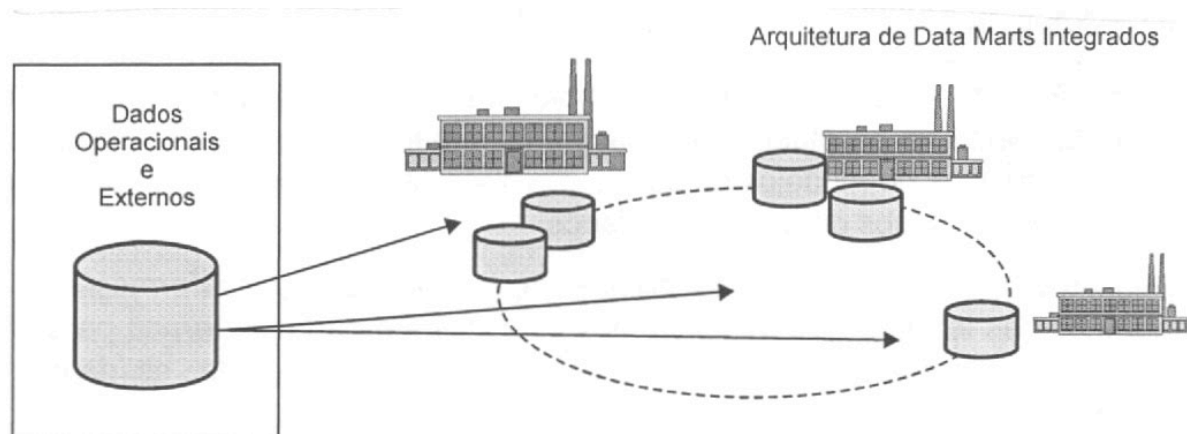 Arquitetura de Data Marts Integrados
Dados
Operacionais
e
Externos